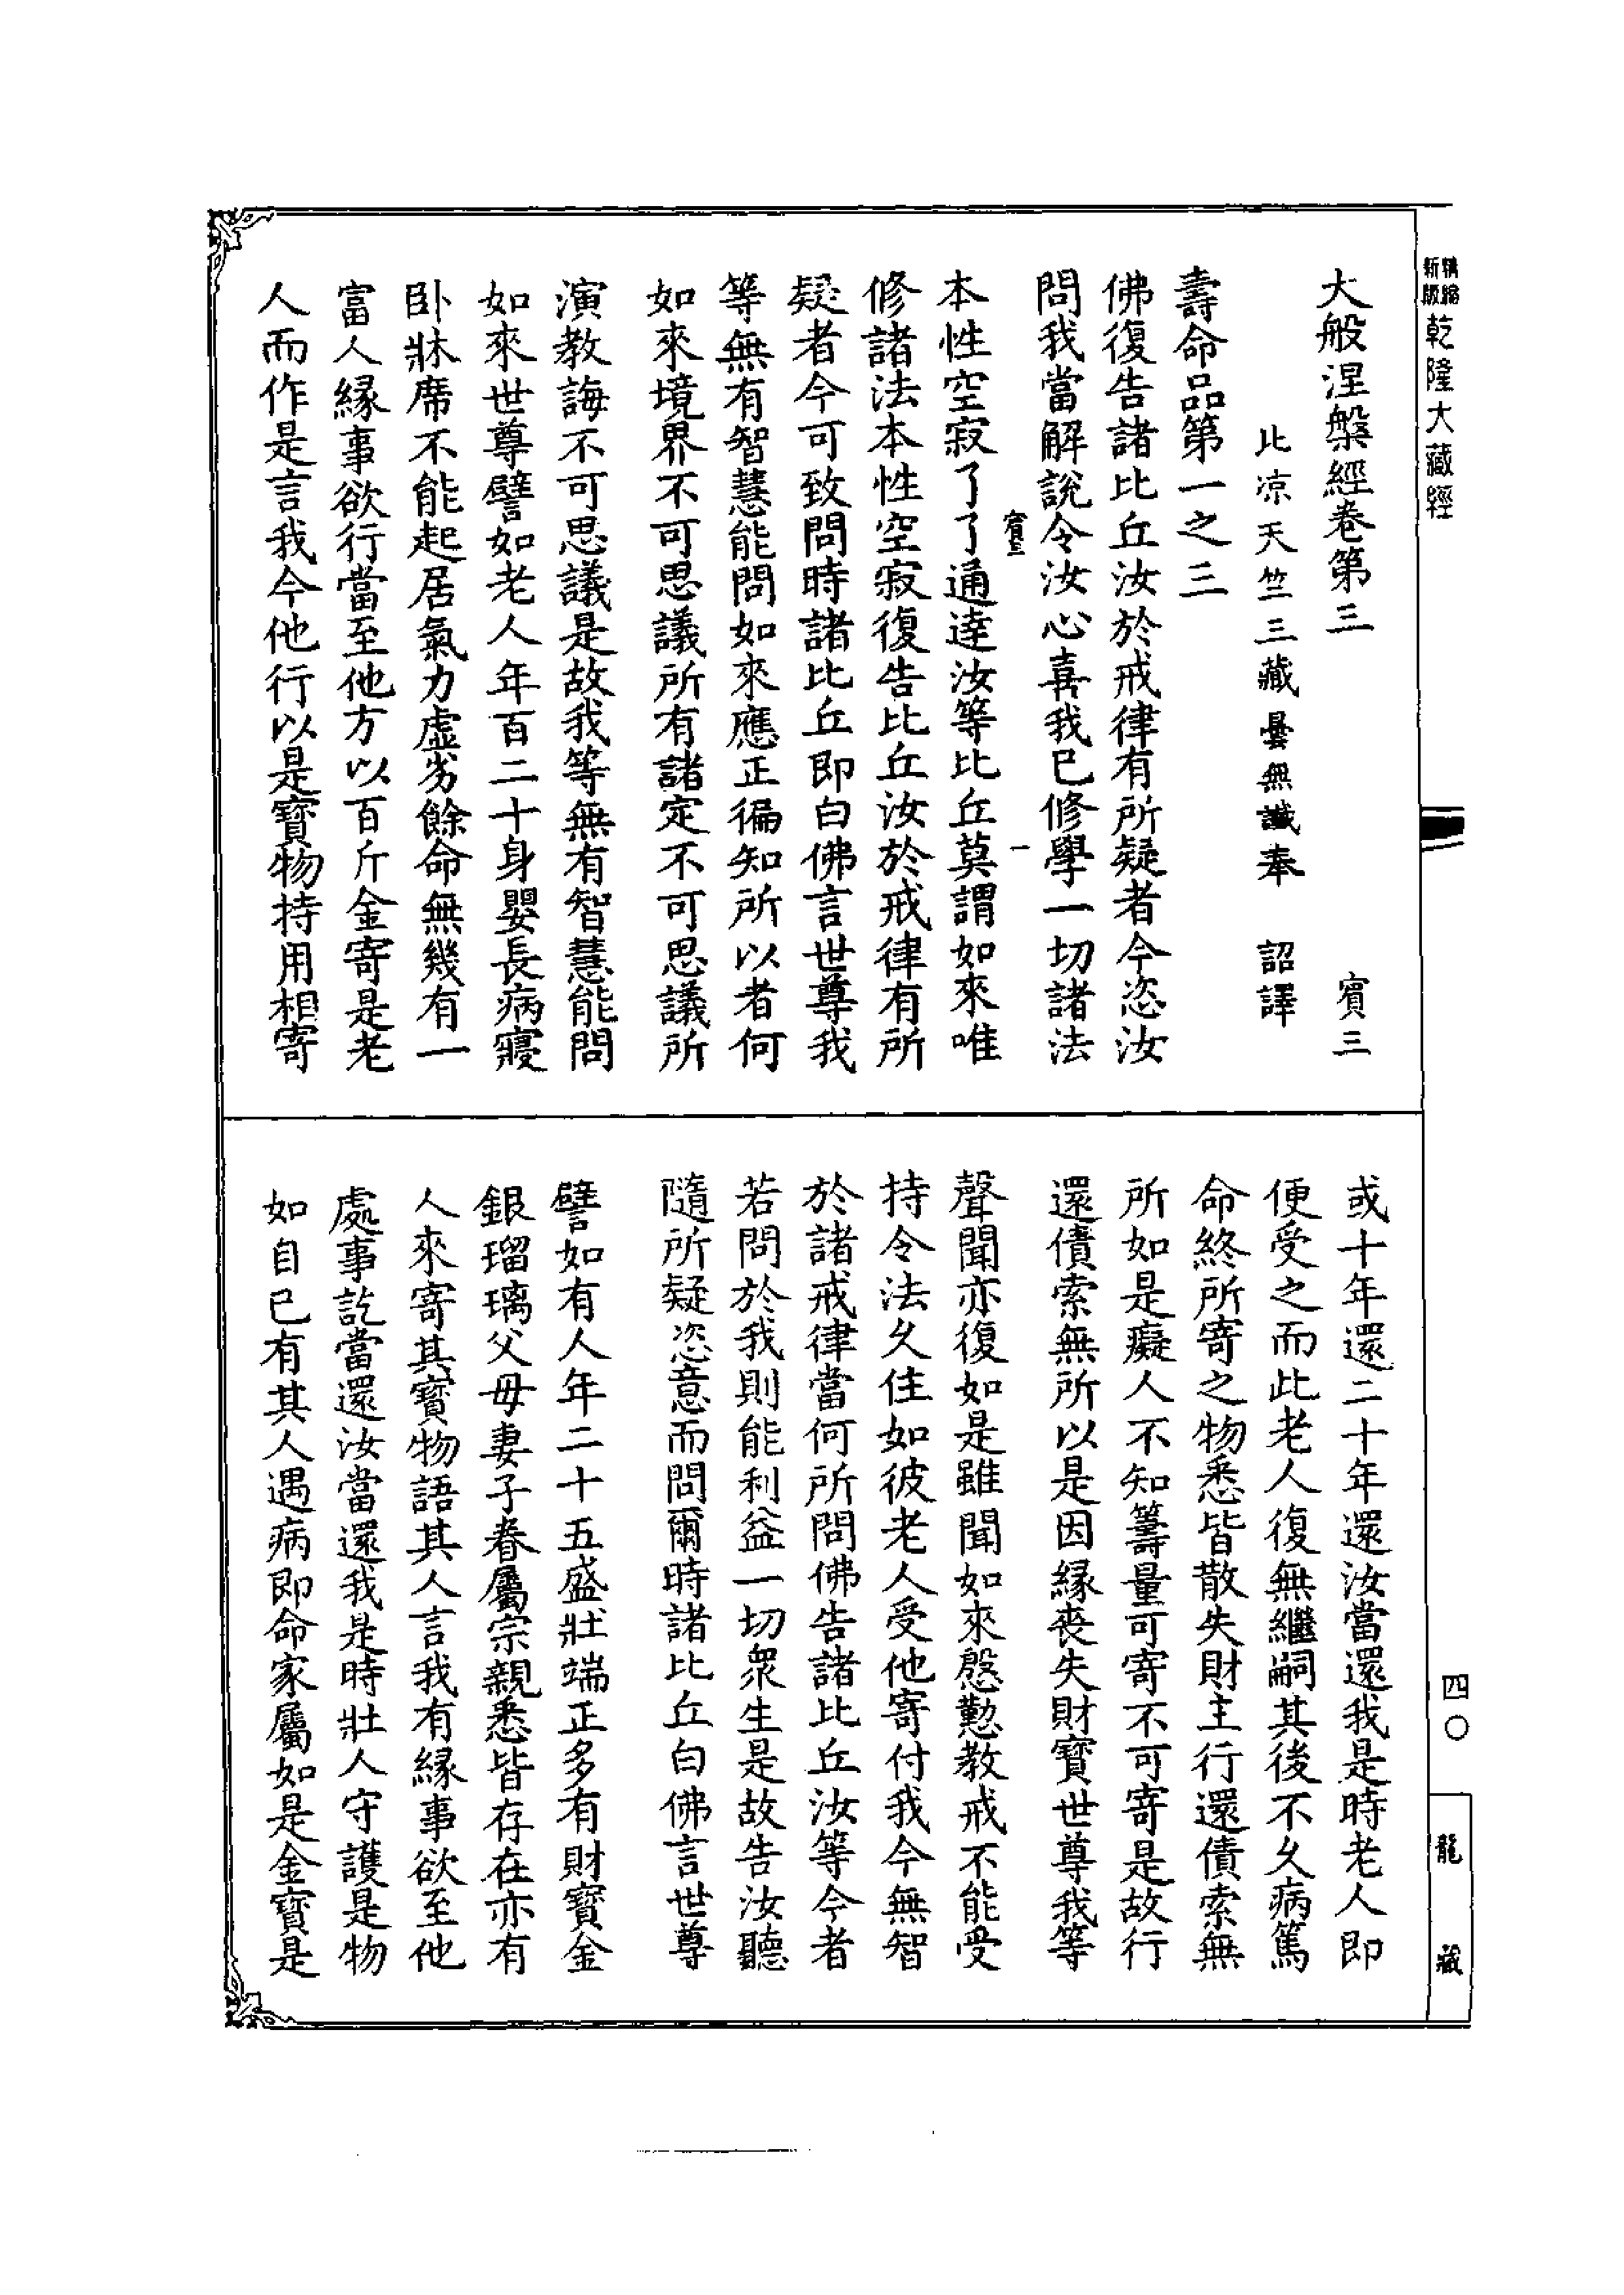 新版精縮乾隆大藏經
大般涅槃經卷第三 賓三
北涼天竺三藏曇無讖奉 詔譯
壽命品第一之三
佛復告諸比丘汝於戒律有所疑者今恣汝
問我當解說令汝心喜我已修學一切諸法
賓三 一
本性空寂了了通達汝等比丘莫謂如來唯
修諸法本性空寂復告比丘汝於戒律有所
疑者今可致問時諸比丘即白佛言世尊我
等無有智慧能問如來應正徧知所以者何
如來境界不可思議所有諸定不可思議所
演教誨不可思議是故我等無有智慧能問
如來世尊譬如老人年百二十身嬰長病寢
臥牀席不能起居氣力虛劣餘命無幾有一
富人緣事欲行當至他方以百斤金寄是老
人而作是言我今他行以是寶物持用相寄
或十年還二十年還汝當還我是時老人即
便受之而此老人復無繼嗣其後不久病篤
命終所寄之物悉皆散失財主行還債索無
所如是癡人不知籌量可寄不可寄是故行
還債索無所以是因緣喪失財寶世尊我等
聲聞亦復如是雖聞如來慇懃教戒不能受
持令法久住如彼老人受他寄付我今無智
於諸戒律當何所問佛告諸比丘汝等今者
若問於我則能利益一切眾生是故告汝聽
隨所疑恣意而問爾時諸比丘白佛言世尊
譬如有人年二十五盛壯端正多有財寶金
銀瑠璃父母妻子眷屬宗親悉皆存在亦有
人來寄其寶物語其人言我有緣事欲至他
處事訖當還汝當還我是時壯人守護是物
如自己有其人遇病即命家屬如是金寶是
四〇
龍藏